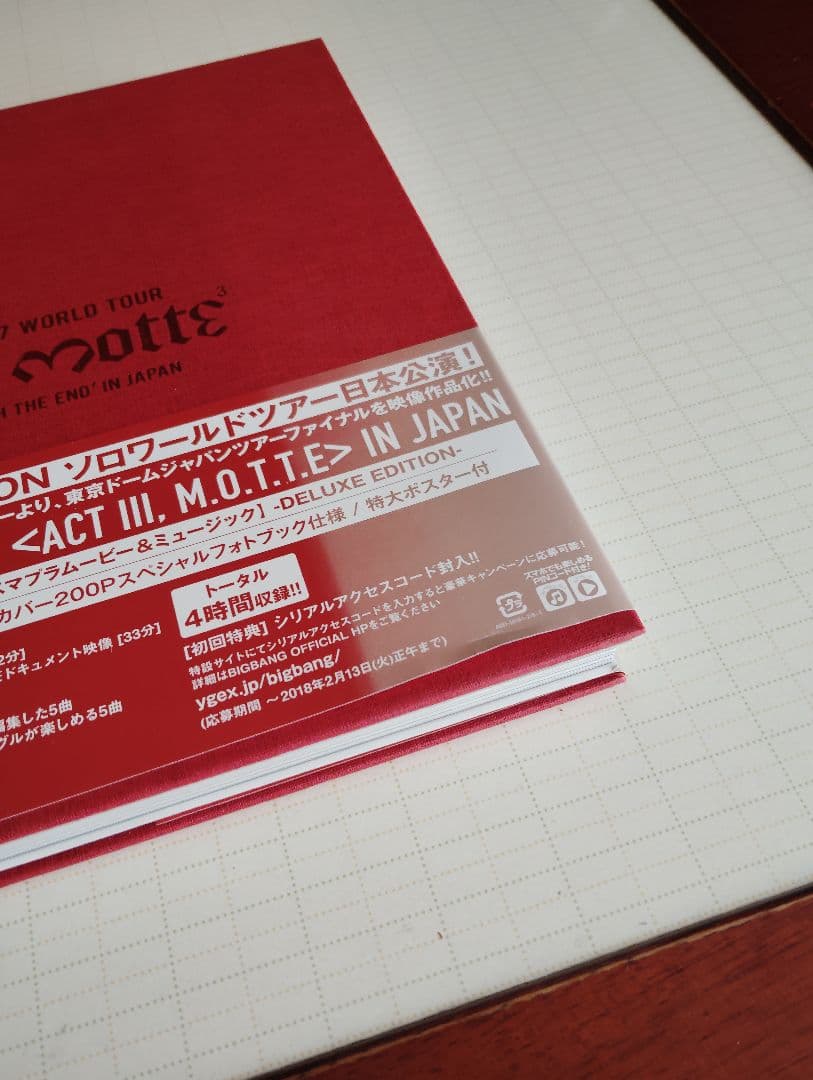 7 WORLD TOUR
Motte3
H THE END' IN JAPAN
ON ソロワールドツアー日本公演!
ーより、東京ドームジャパンツアーファイナルを映像作品化!!
<ACT III, M.O.T.T.E> IN JAPAN
スマプラムービー&ミュージック】-DELUXE EDITION-
カバー200Pスペシャルフォトブック仕様 / 特大ポスター付
トータル
4時間収録!!
2分]
ドキュメント映像 [33分]
編集した5曲
グルが楽しめる5曲
【初回特典】シリアルアクセスコード封入!!
特設サイトにてシリアルアクセスコードを入力すると豪華キャンペーンに応募可能!
詳細はBIGBANG OFFICIAL HPをご覧ください
ygex.jp/bigbang/
(応募期間 ～2018年2月13日(火)正午まで)
スマホでも楽しめる
PINコード付き!
プラ